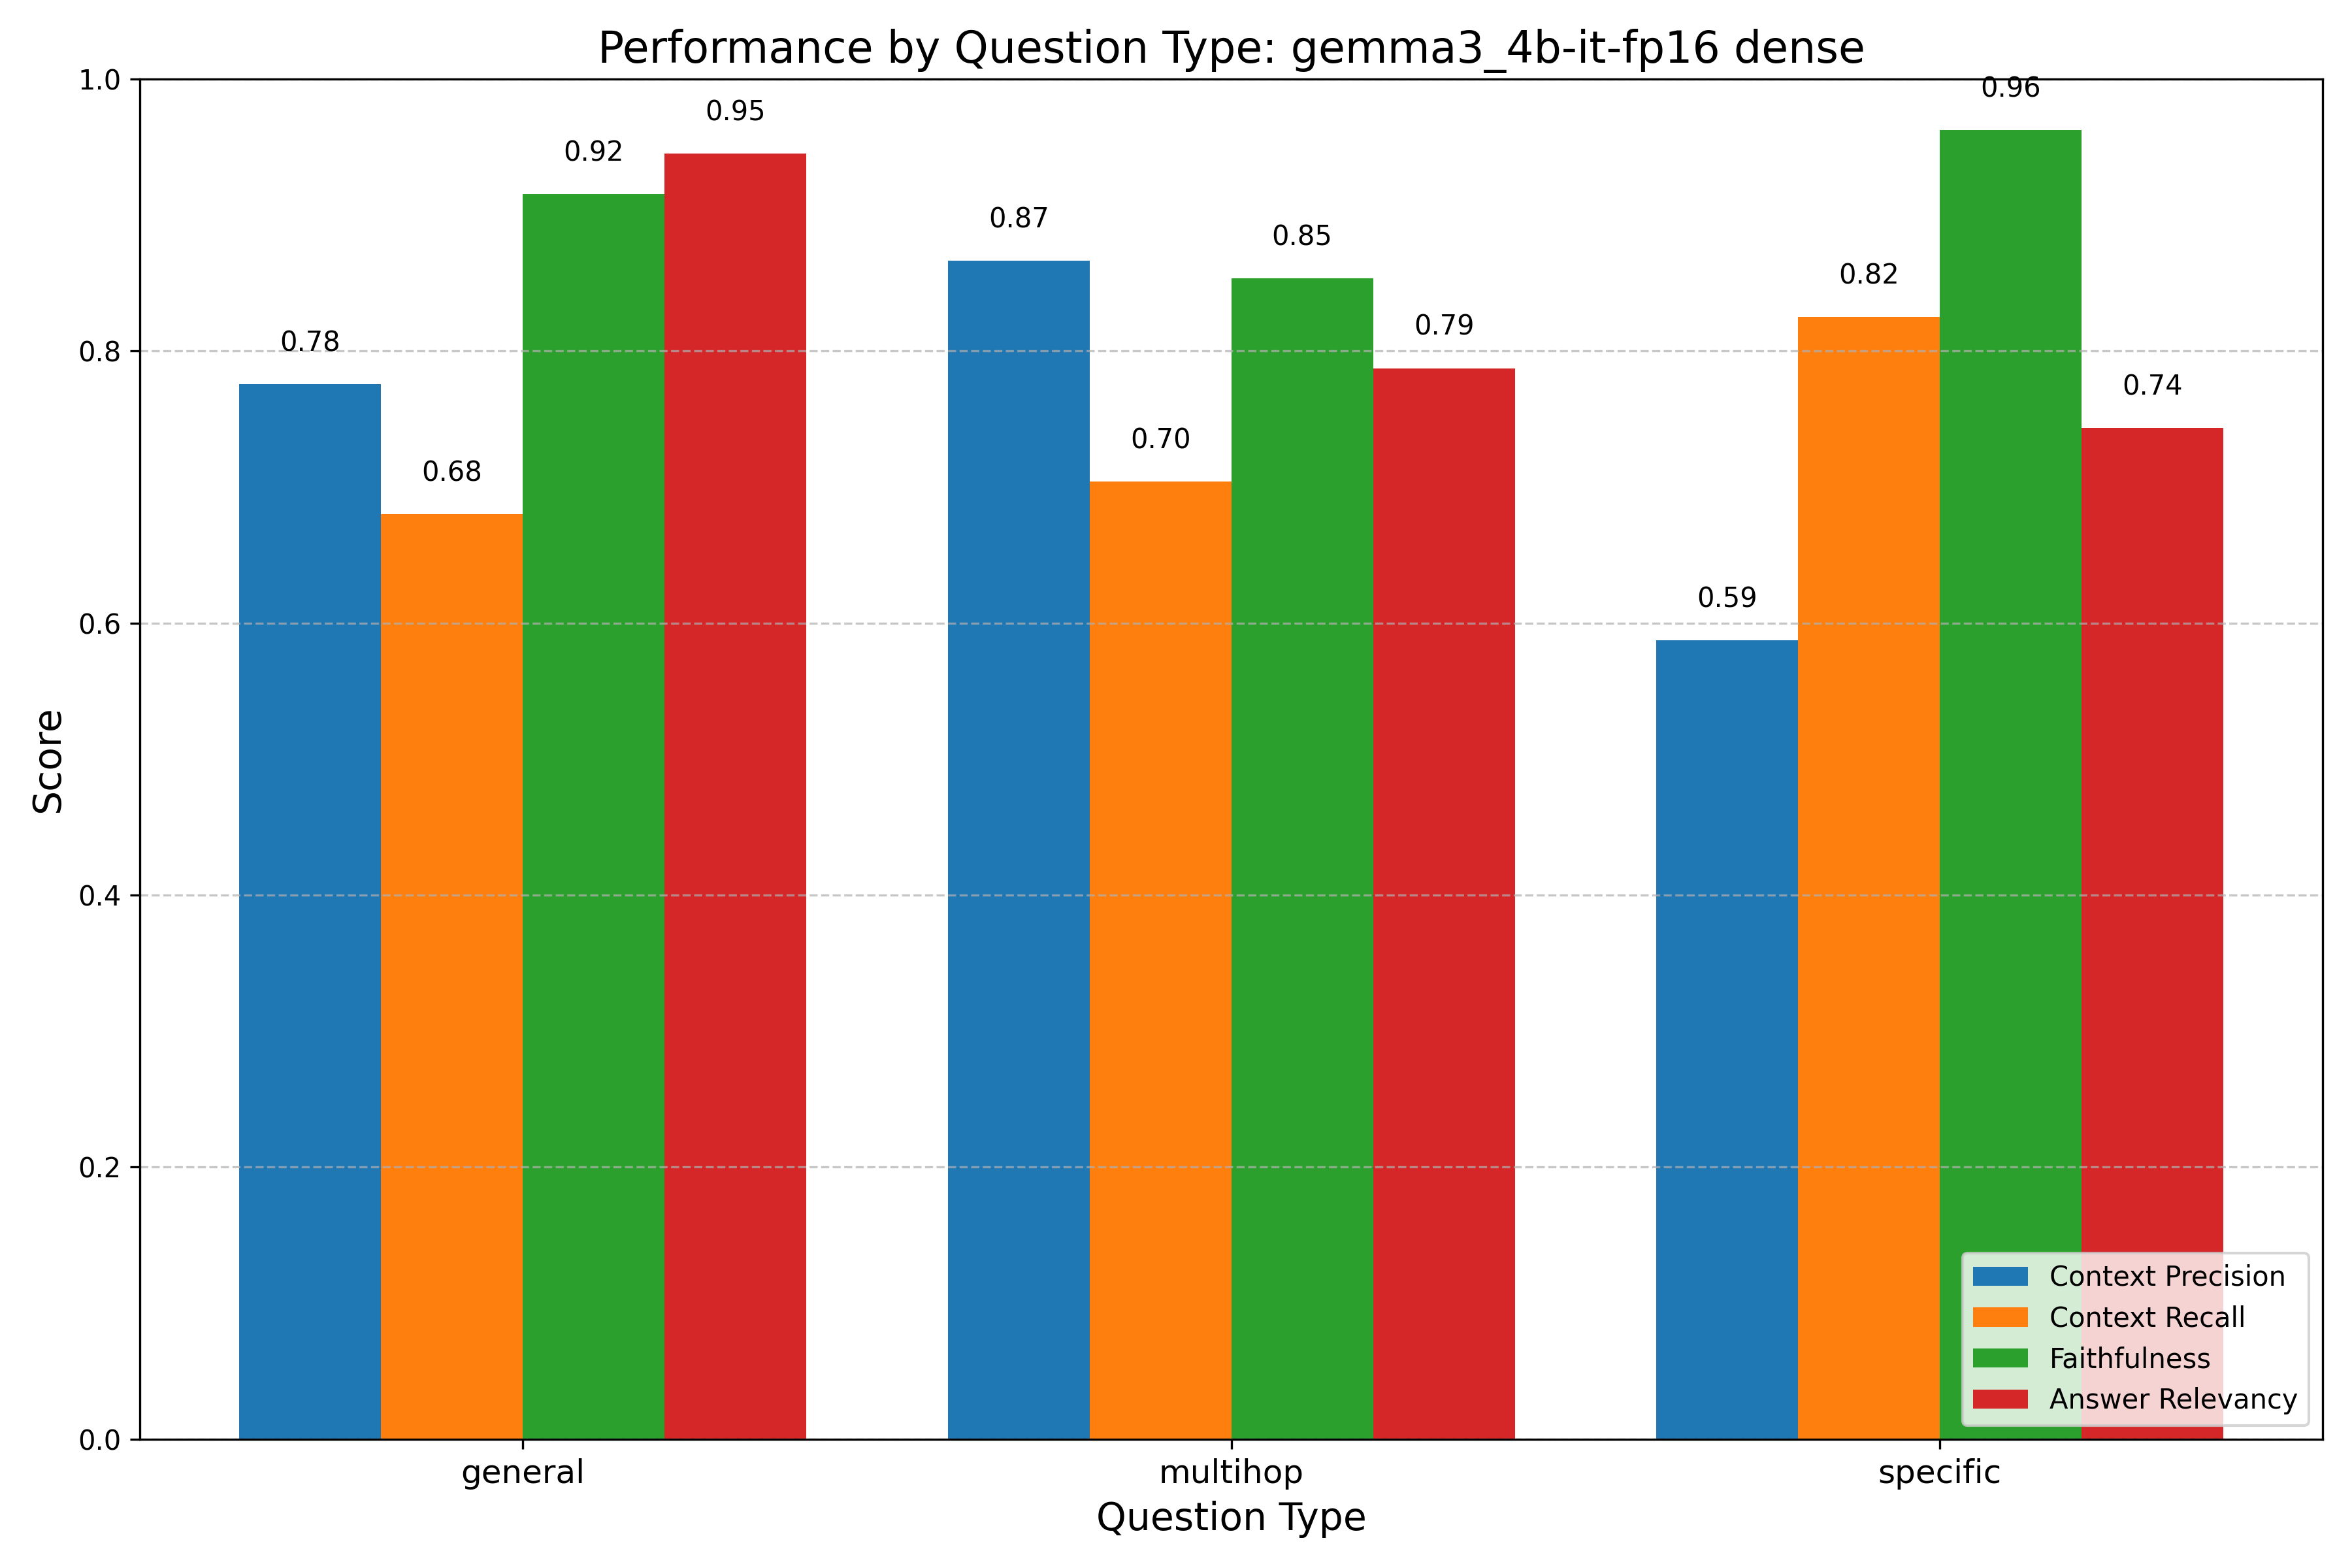 Performance by Question Type: gemma3_4b-it-fp16 dense
1.0
0.8
0.6
0.4
0.2
0.0
Score
0.78
0.68
0.92
0.95
0.87
0.70
0.85
0.79
0.59
0.82
0.96
0.74
Context Precision
Context Recall
Faithfulness
Answer Relevancy
general
multihop
specific
Question Type